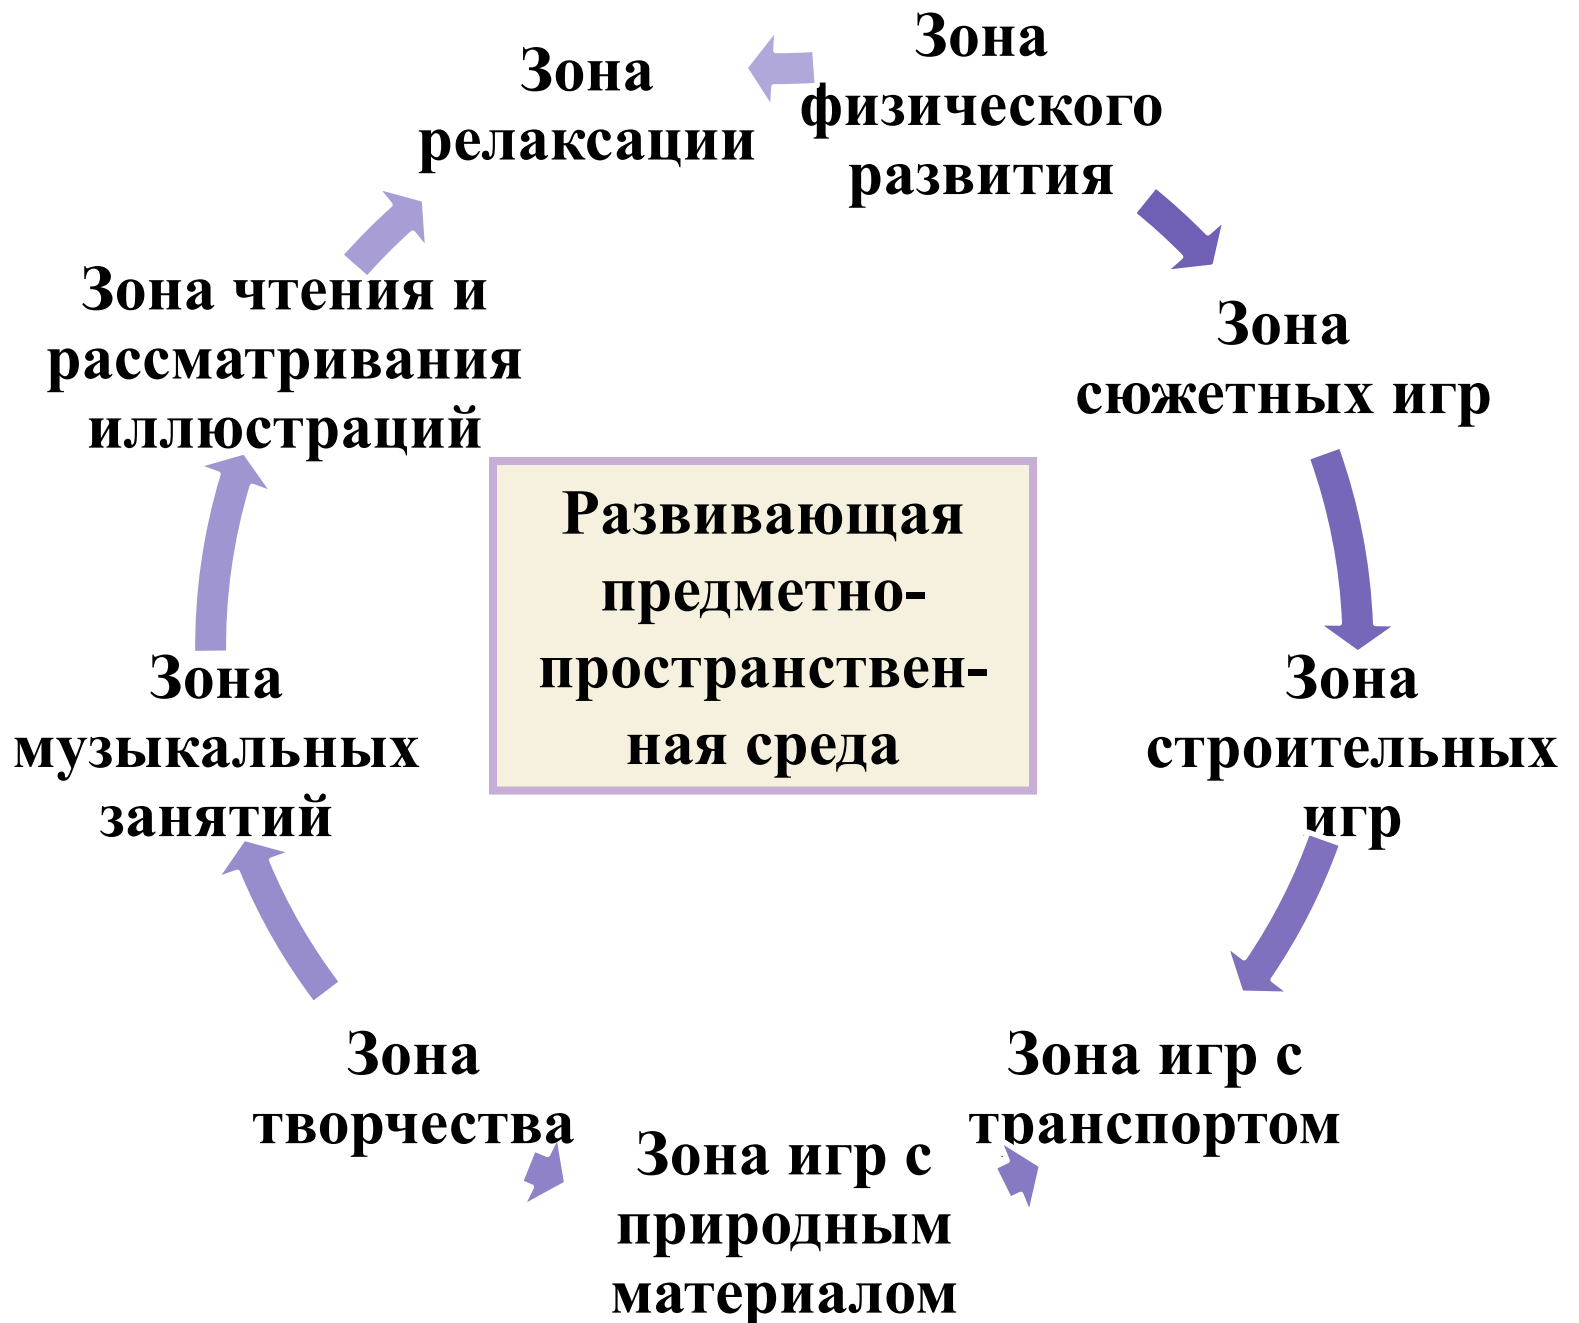 Зона
физического
развития
Зона
сюжетных игр
Зона
строительных
игр
Зона игр с
транспортом
Зона игр с
природным
материалом
Зона
творчества
Зона
музыкальных
занятий
Зона чтения и
рассматривания
иллюстраций
Зона
релаксации
Развивающая
предметно-
пространствен-
ная среда